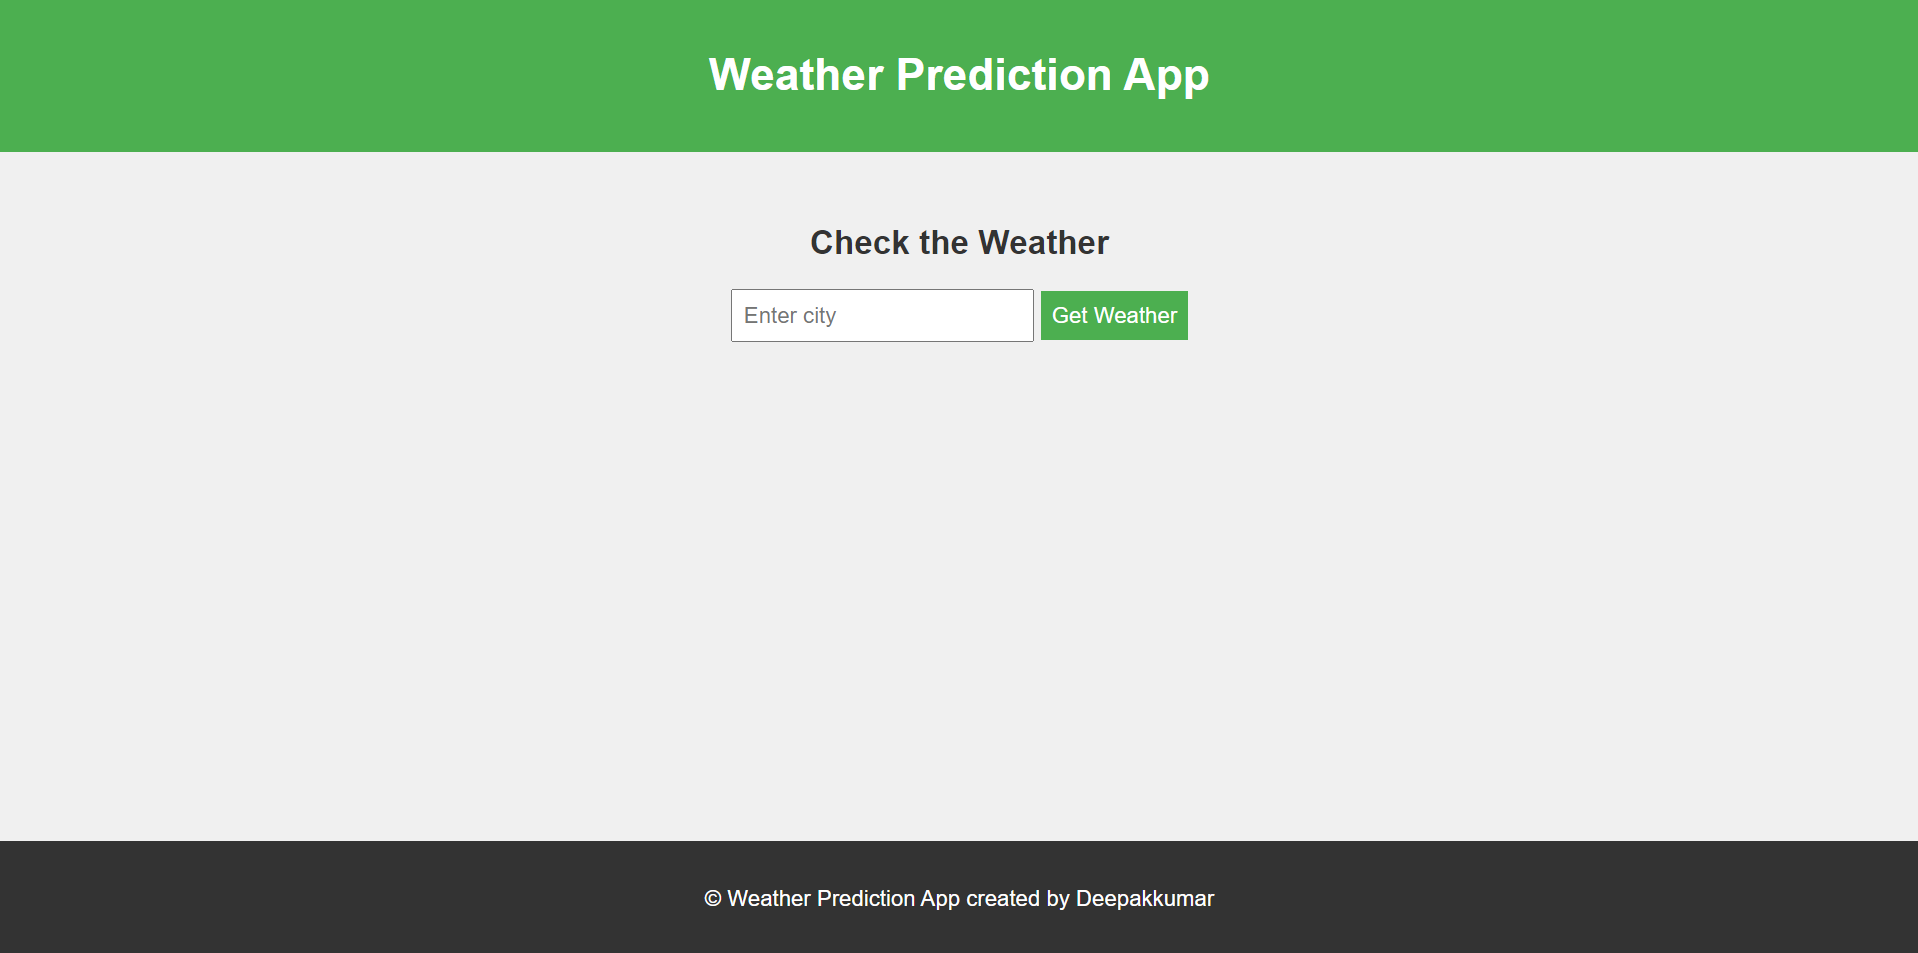 Weather Prediction App
Check the Weather
Enter city
Get Weather
© Weather Prediction App created by Deepakkumar